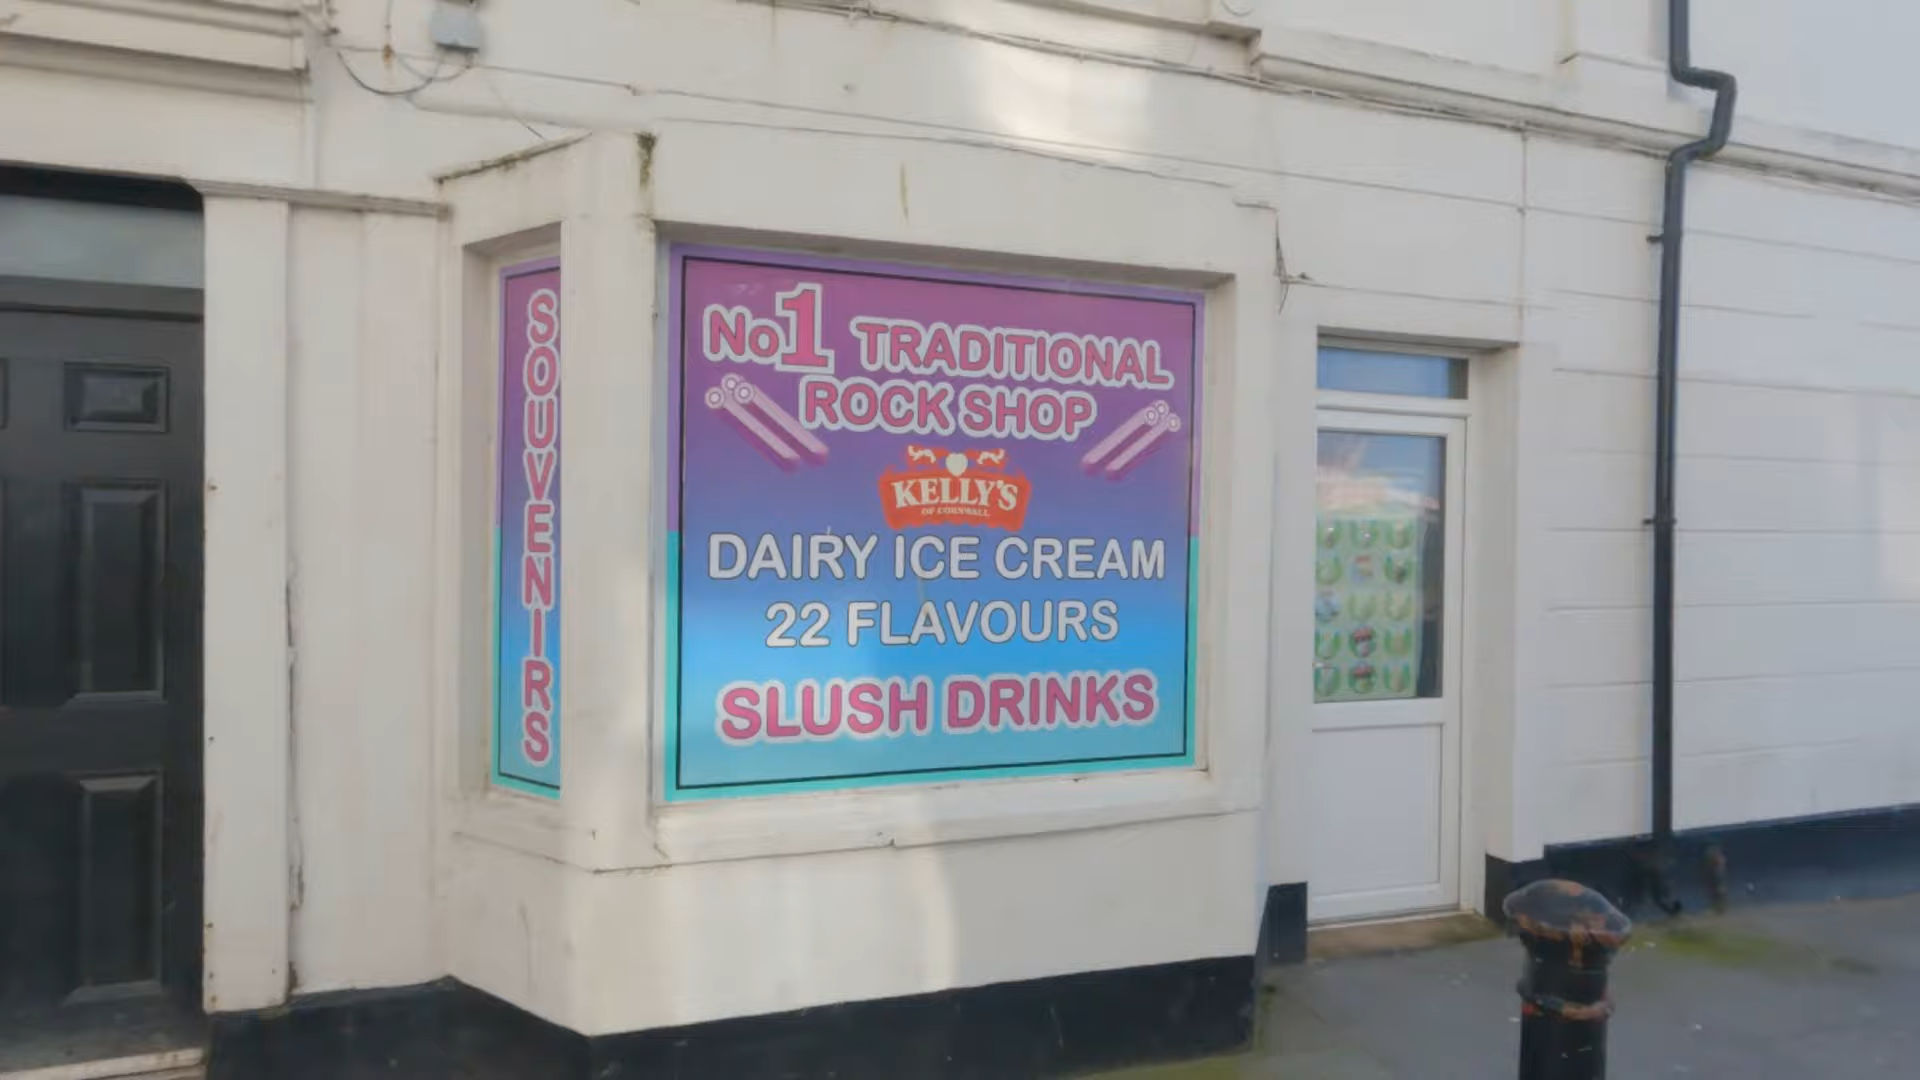 SOUVENIRS
No1 TRADITIONAL
ROCK SHOP
KELLY'S
OF CORNWALL
DAIRY ICE CREAM
22 FLAVOURS
SLUSH DRINKS